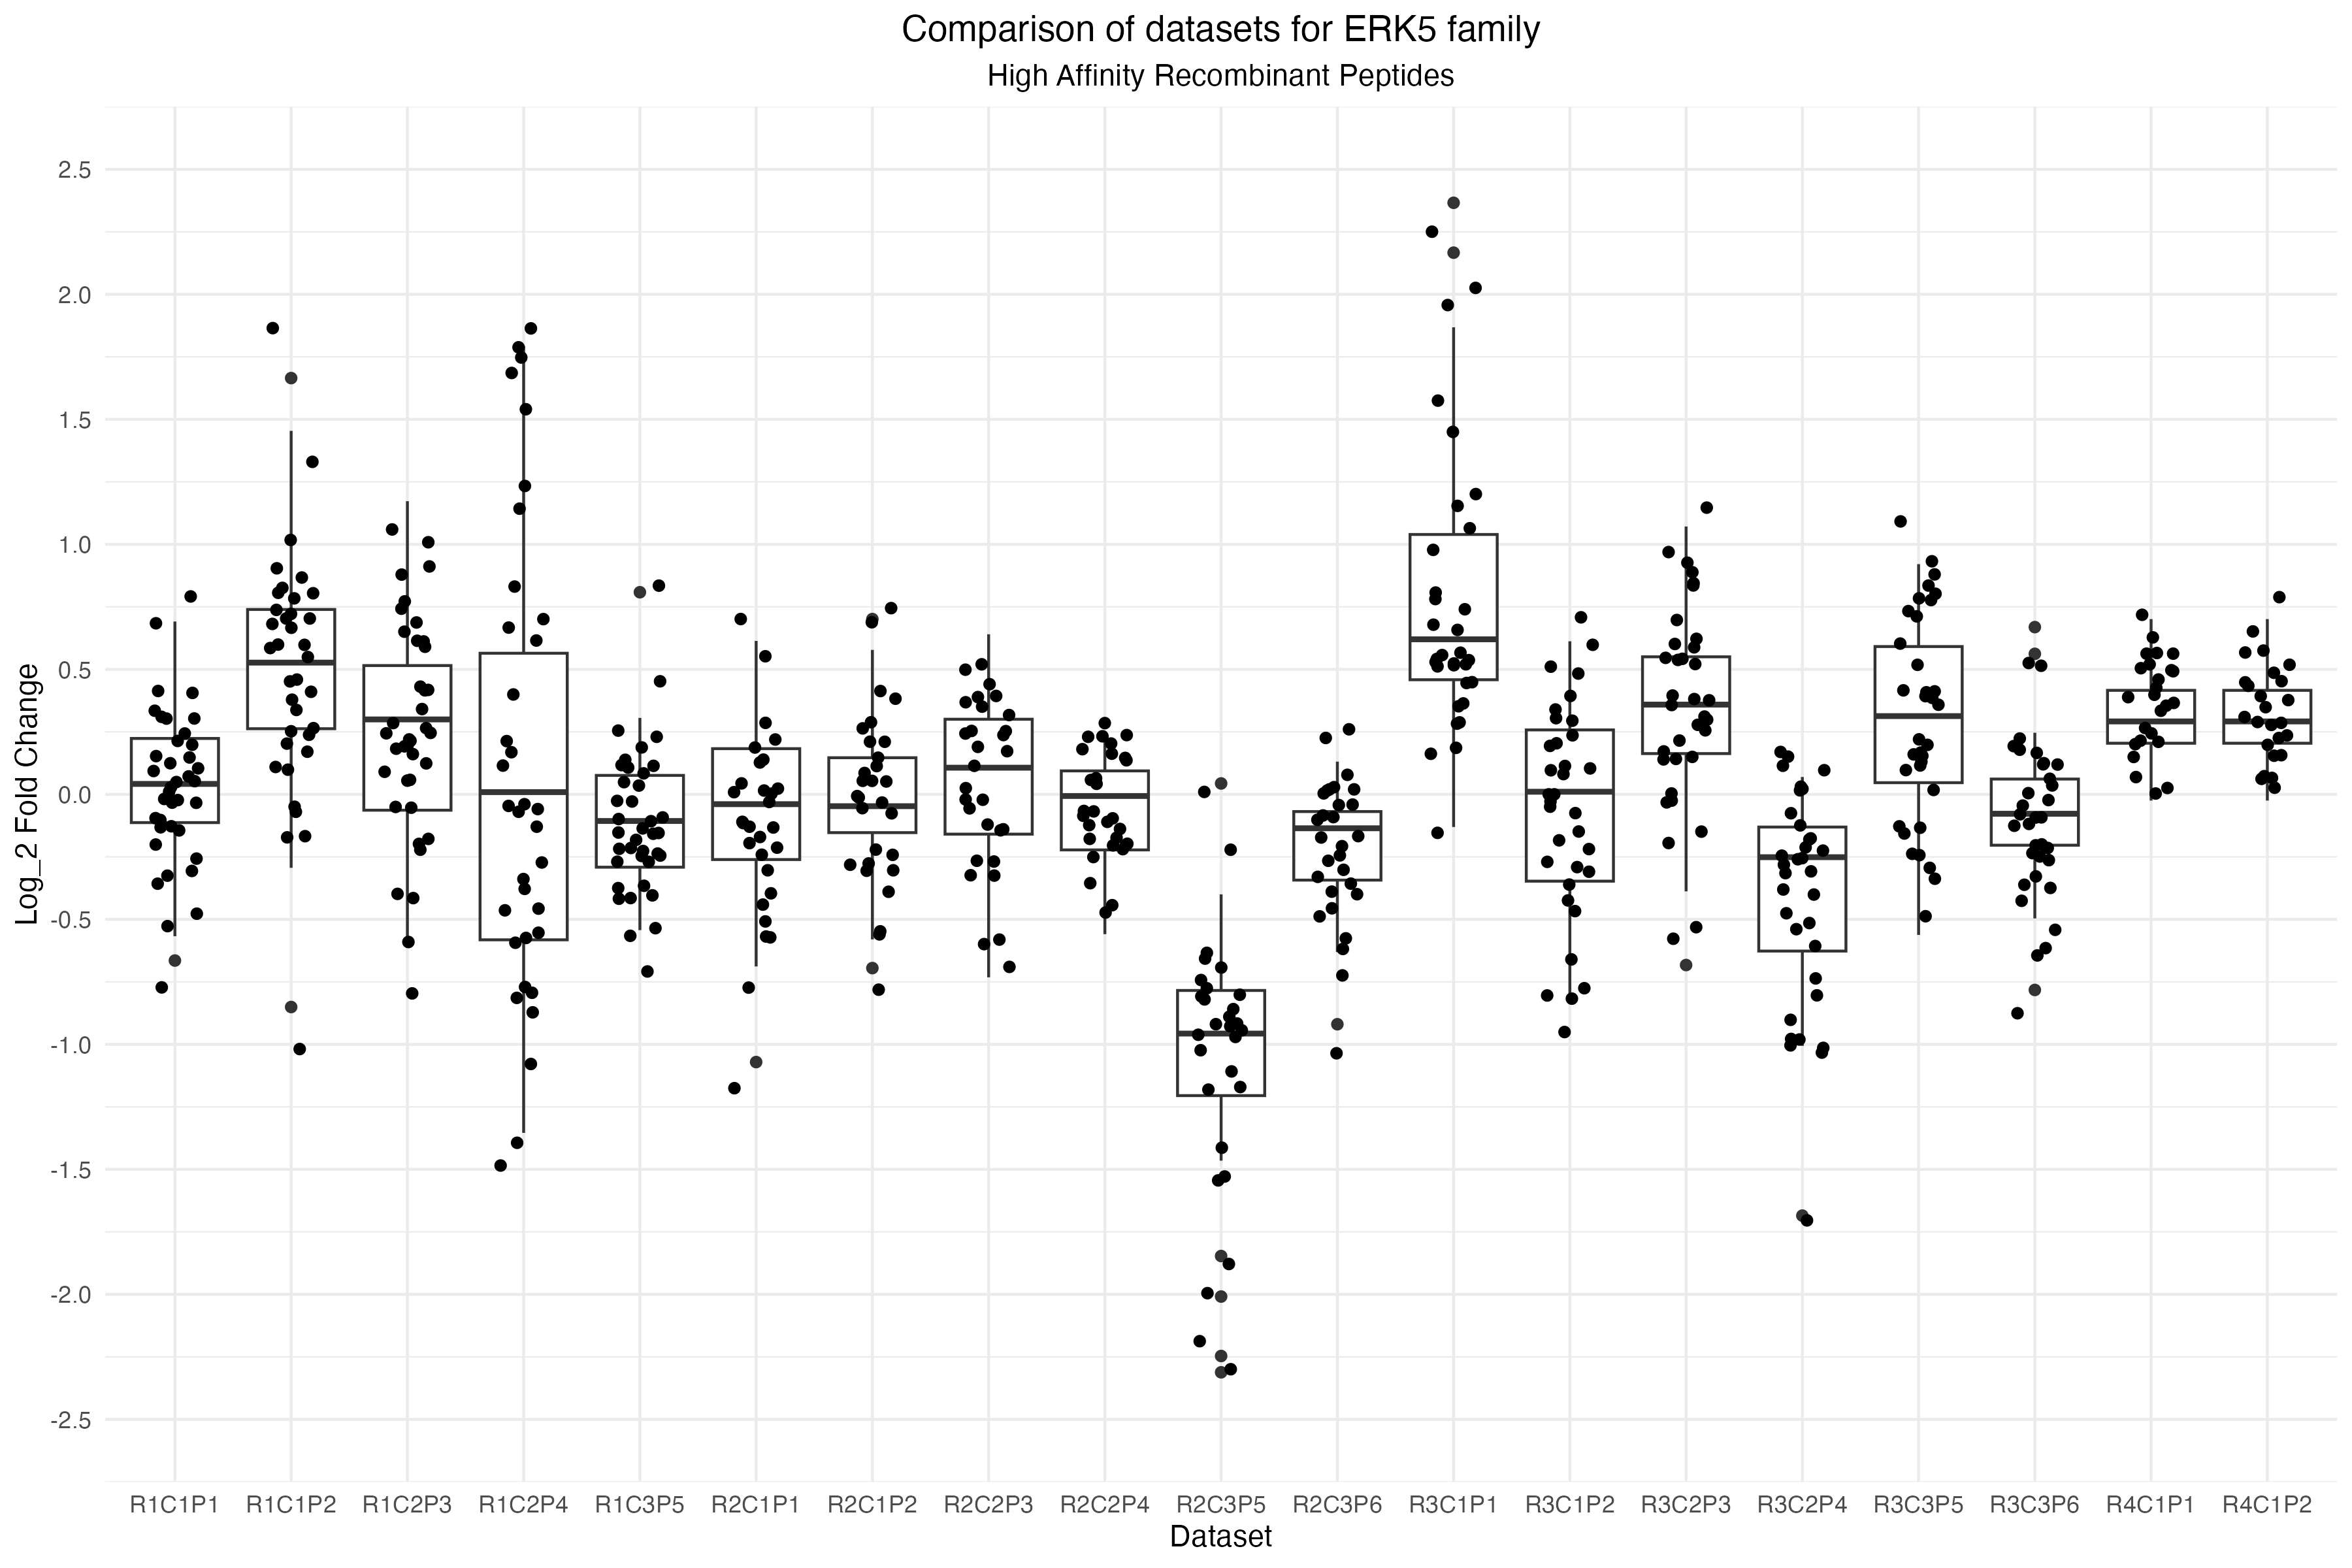 Comparison of datasets for ERK5 family
High Affinity Recombinant Peptides
Log_2 Fold Change
2.5
2.0
1.5
1.0
0.5
0.0
-0.5
-1.0
-1.5
-2.0
-2.5
R1C1P1 R1C1P2 R1C2P3 R1C2P4 R1C3P5 R2C1P1 R2C1P2 R2C2P3 R2C2P4 R2C3P5 R2C3P6 R3C1P1 R3C1P2 R3C2P3 R3C2P4 R3C3P5 R3C3P6 R4C1P1 R4C1P2
Dataset